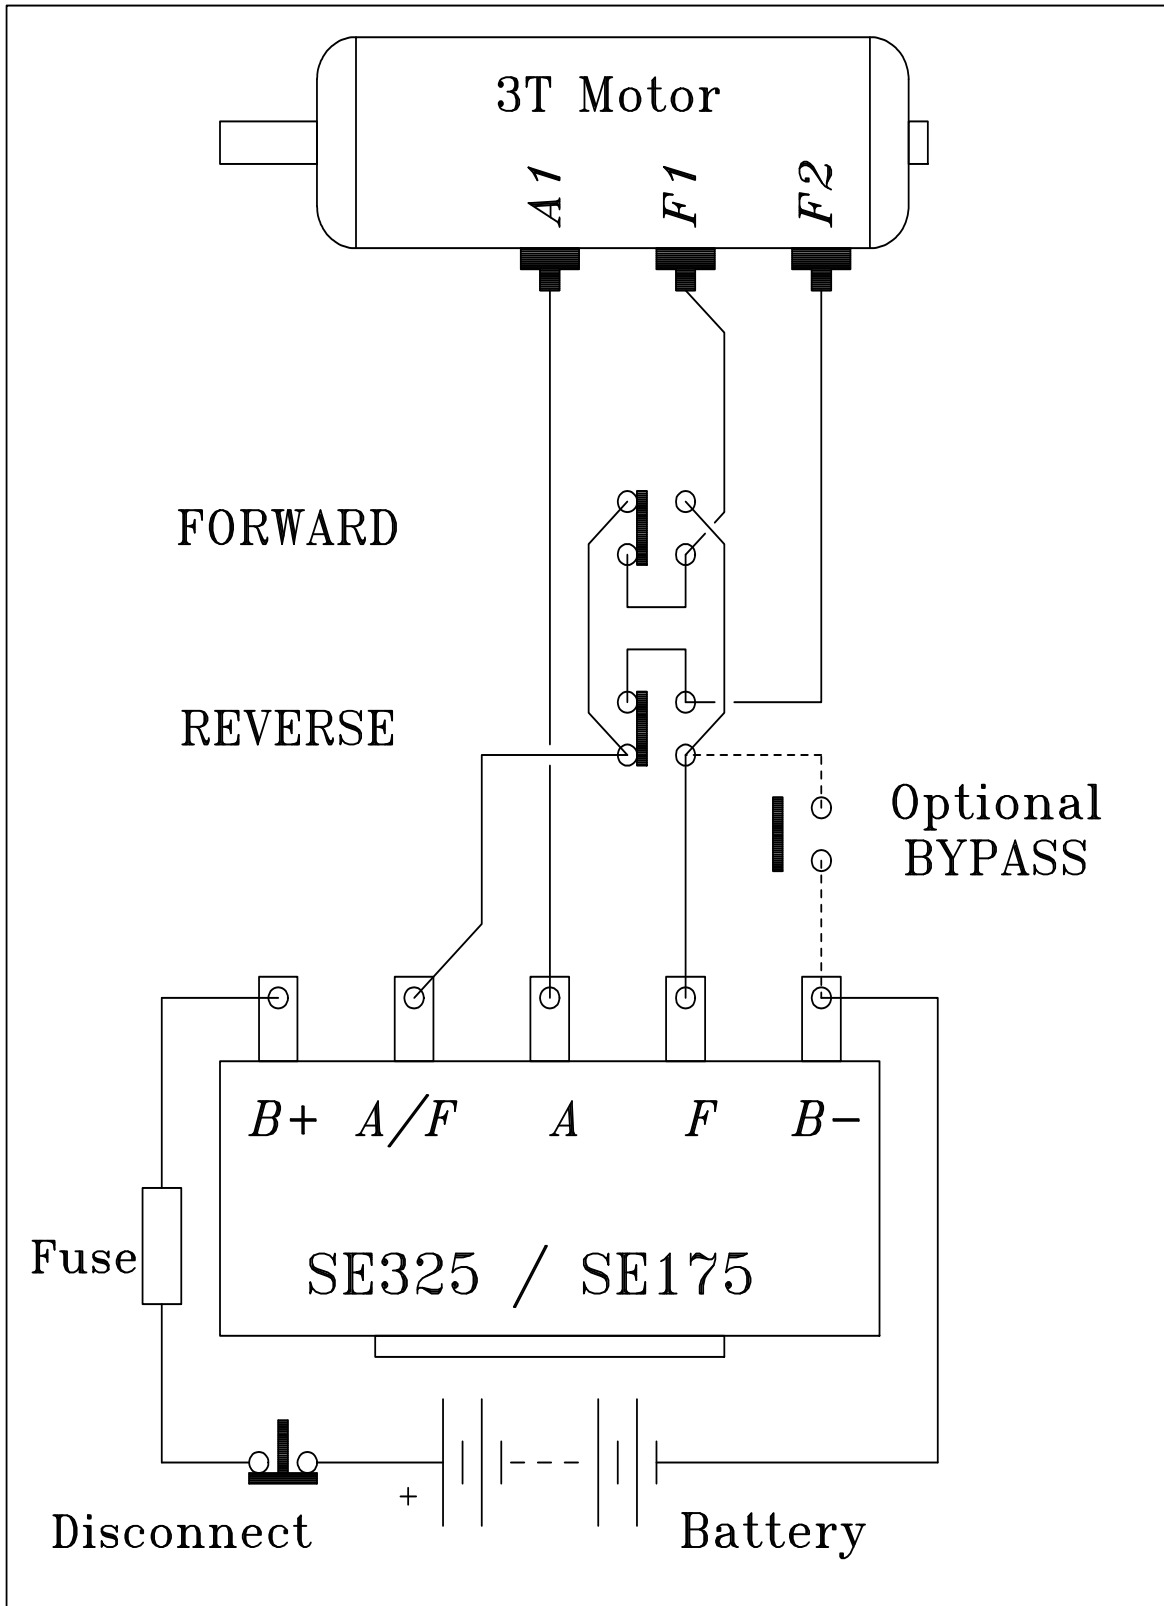 3T Motor
A1 F1 F2
FORWARD
REVERSE
Optional
BYPASS
B+ A/F A F B-
Fuse
SE325 / SE175
+
Disconnect
Battery